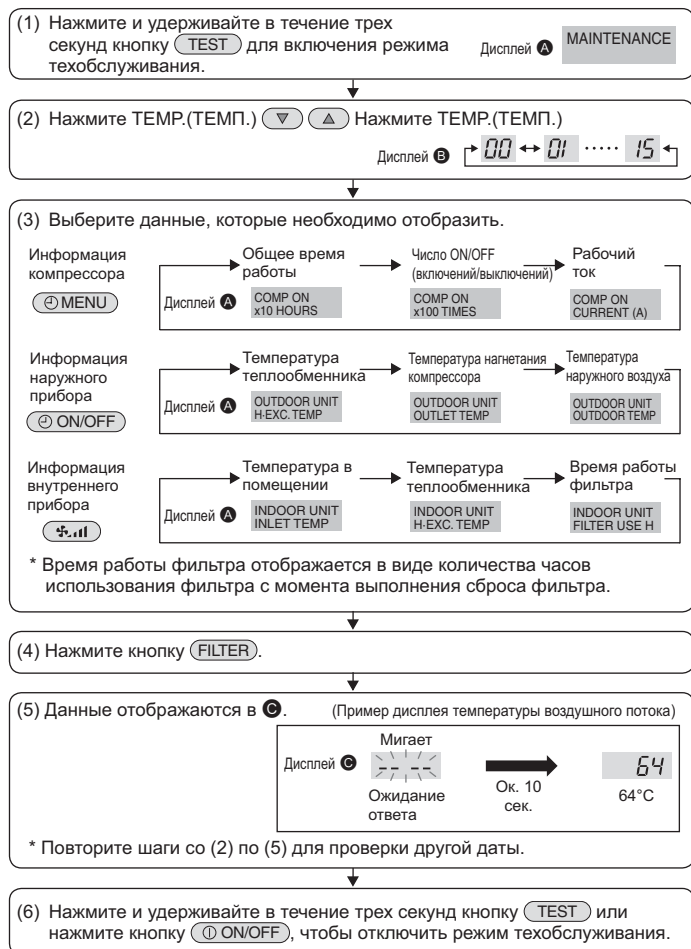 (1) Нажмите и удерживайте в течение трех
секунд кнопку TEST для включения режима
техобслуживания.
Дисплей A MAINTENANCE
(2) Нажмите TEMP.(ТЕМП.) ▽ △ Нажмите TEMP.(ТЕМП.)
Дисплей B 00 ↔ 01 ····· 15
(3) Выберите данные, которые необходимо отобразить.
Информация
компрессора
MENU
Общее время
работы
Число ON/OFF
(включений/выключений)
Рабочий
ток
Дисплей A
COMP ON
x10 HOURS
COMP ON
x100 TIMES
COMP ON
CURRENT (A)
Информация
наружного
прибора
ON/OFF
Температура
теплообменника
Температура нагнетания
компрессора
Температура
наружного воздуха
Дисплей A
OUTDOOR UNIT
H·EXC. TEMP
OUTDOOR UNIT
OUTLET TEMP
OUTDOOR UNIT
OUTDOOR TEMP
Информация
внутреннего
прибора
Температура в
помещении
Температура
теплообменника
Время работы
фильтра
Дисплей A
INDOOR UNIT
INLET TEMP
INDOOR UNIT
H·EXC. TEMP
INDOOR UNIT
FILTER USE H
* Время работы фильтра отображается в виде количества часов
использования фильтра с момента выполнения сброса фильтра.
(4) Нажмите кнопку FILTER.
(5) Данные отображаются в C. (Пример дисплея температуры воздушного потока)
Мигает
Дисплей C -- --
Ожидание
ответа
Ок. 10
сек.
64
64°C
* Повторите шаги со (2) по (5) для проверки другой даты.
(6) Нажмите и удерживайте в течение трех секунд кнопку TEST или
нажмите кнопку ON/OFF, чтобы отключить режим техобслуживания.